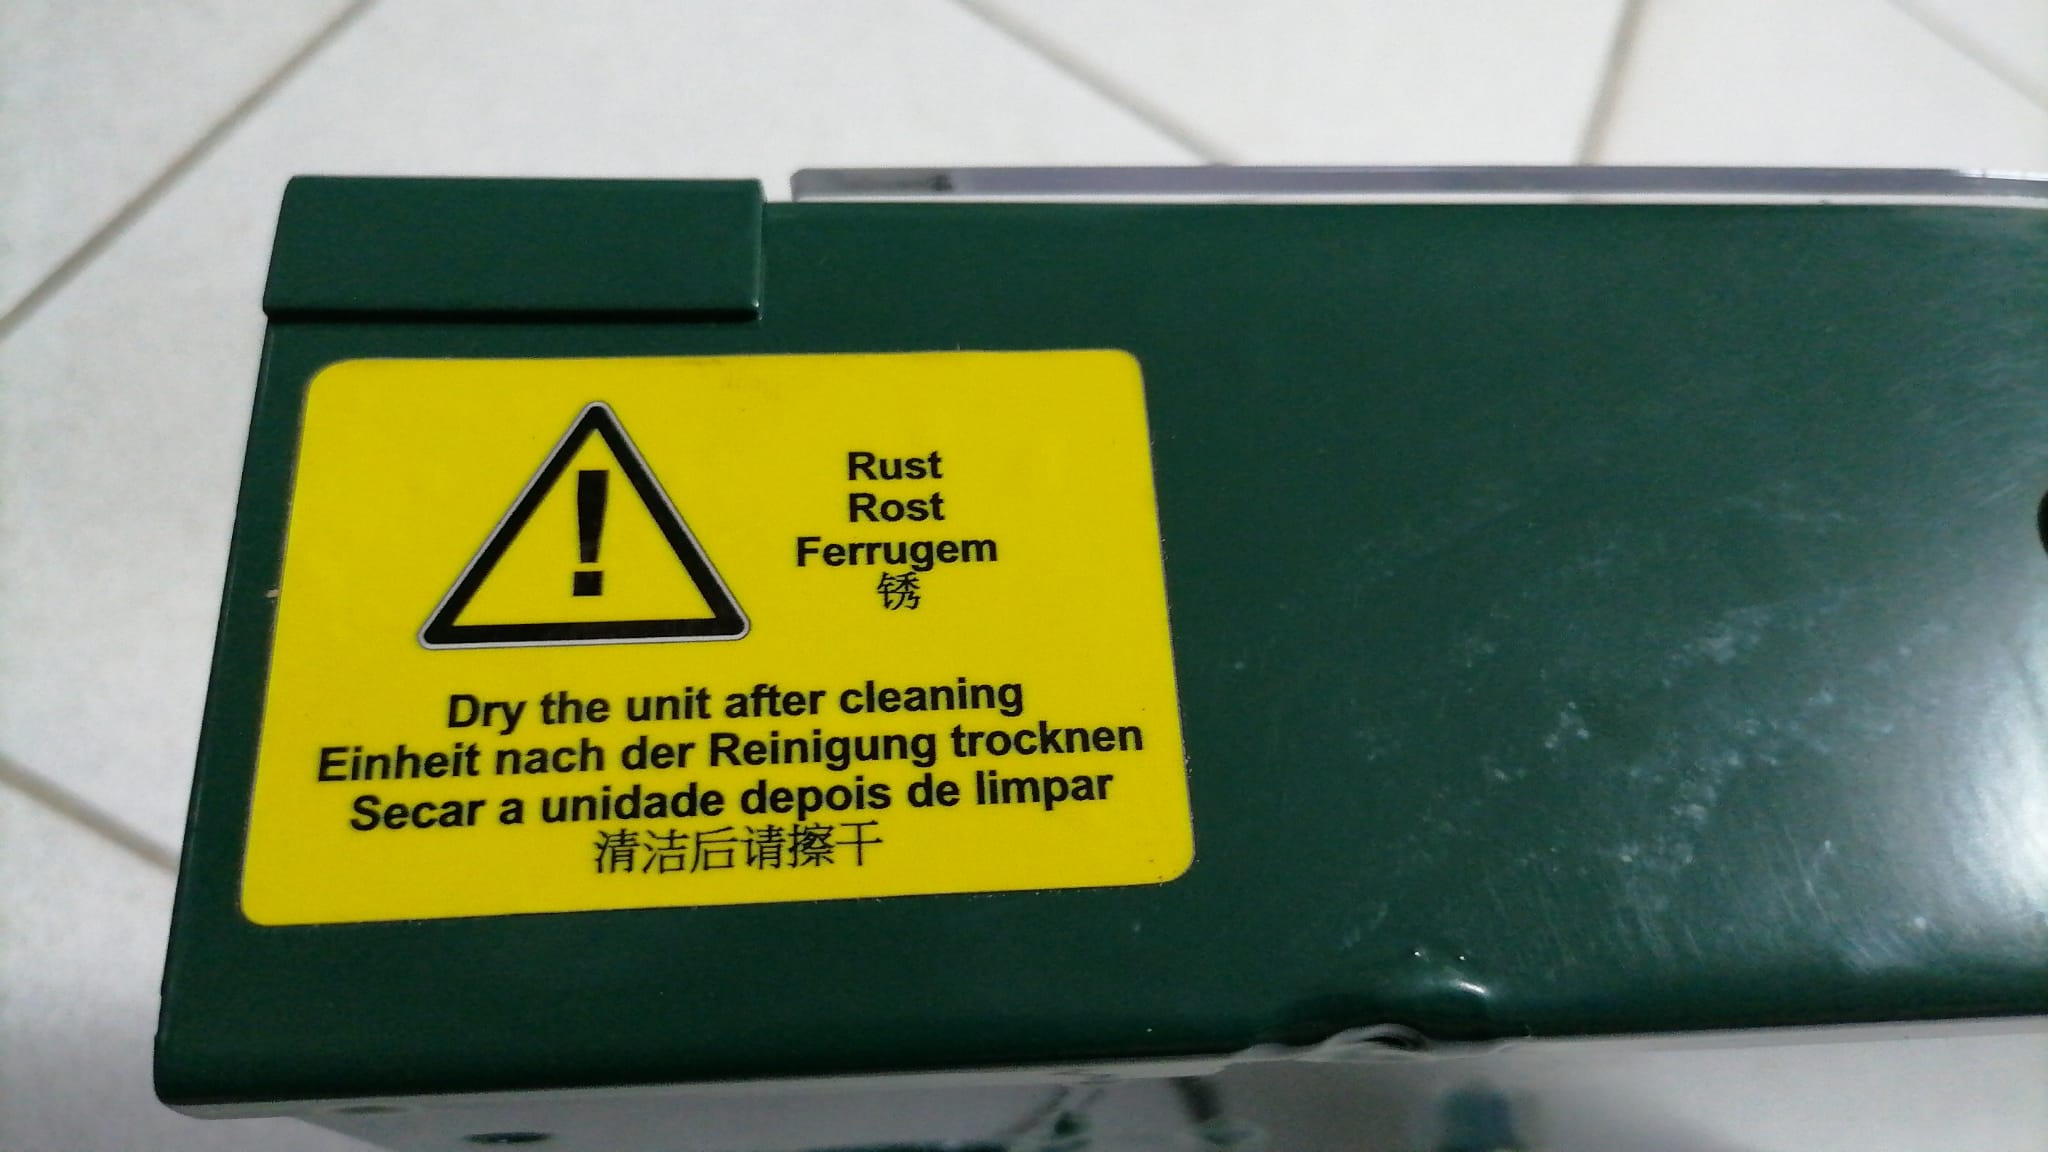 Rust
Rost
Ferrugem
锈
Dry the unit after cleaning
Einheit nach der Reinigung trocknen
Secar a unidade depois de limpar
清洁后请擦干